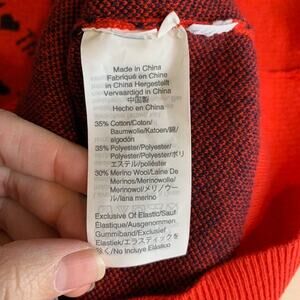 Made in China
Fabriqué en Chine
In China Hergestellt
Vervaardigd in China
中国製
Hecho en China
35% Cotton/Coton/
Baumwolle/Katoen/綿/
algodón
35% Polyester/Polyester/
Polyester/Polyester/ポリ
エステル/poliéster
30% Merino Wool/Laine De
Merinos/Merinowolle/
Merinowol/メリノウー
ル/lana merino
Exclusive Of Elastic/Sauf
Élastique/Ausgenommen,
Gummiband/Exclusief
Elastiek/エラスティックを
除く/No Incluye Elástico